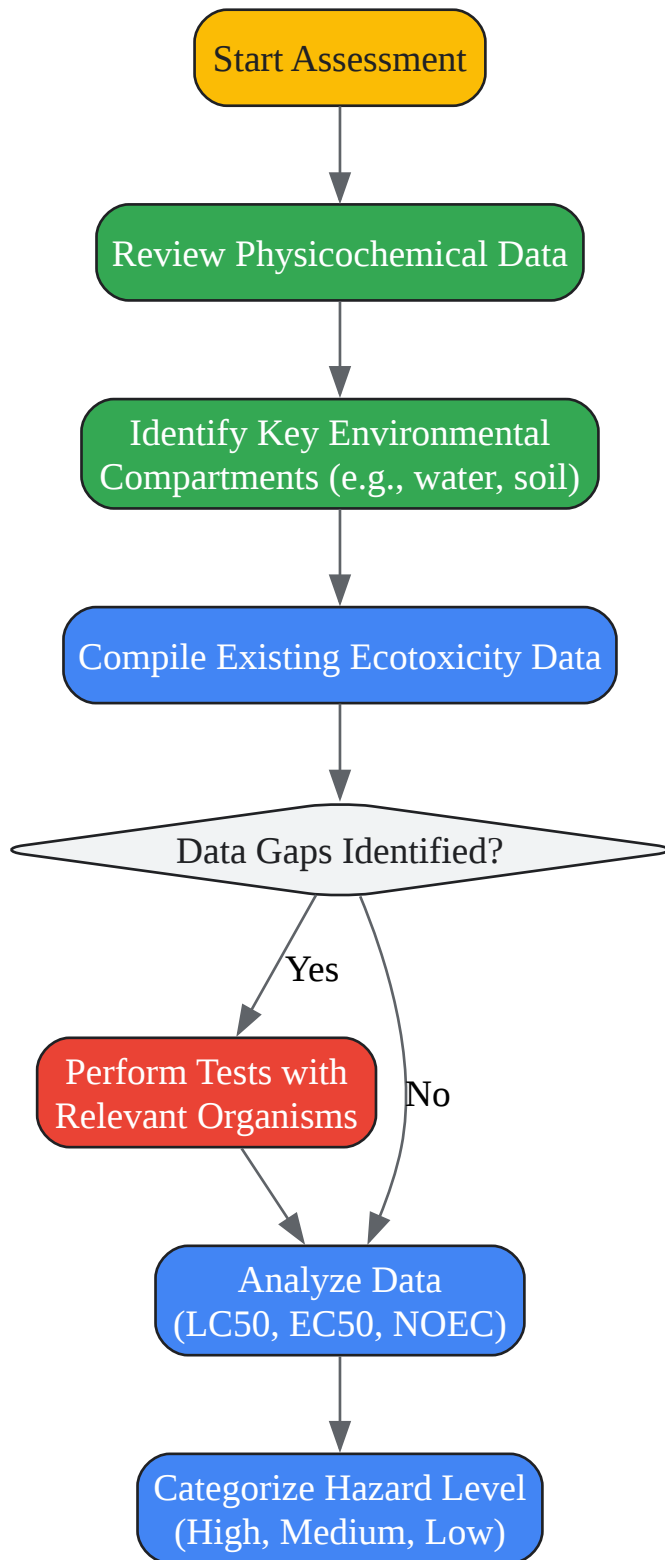 Start Assessment
Review Physicochemical Data
Identify Key Environmental
Compartments (e.g., water, soil)
Compile Existing Ecotoxicity Data
Data Gaps Identified?
Yes
Perform Tests with
Relevant Organisms
No
Analyze Data
(LC50, EC50, NOEC)
Categorize Hazard Level
(High, Medium, Low)